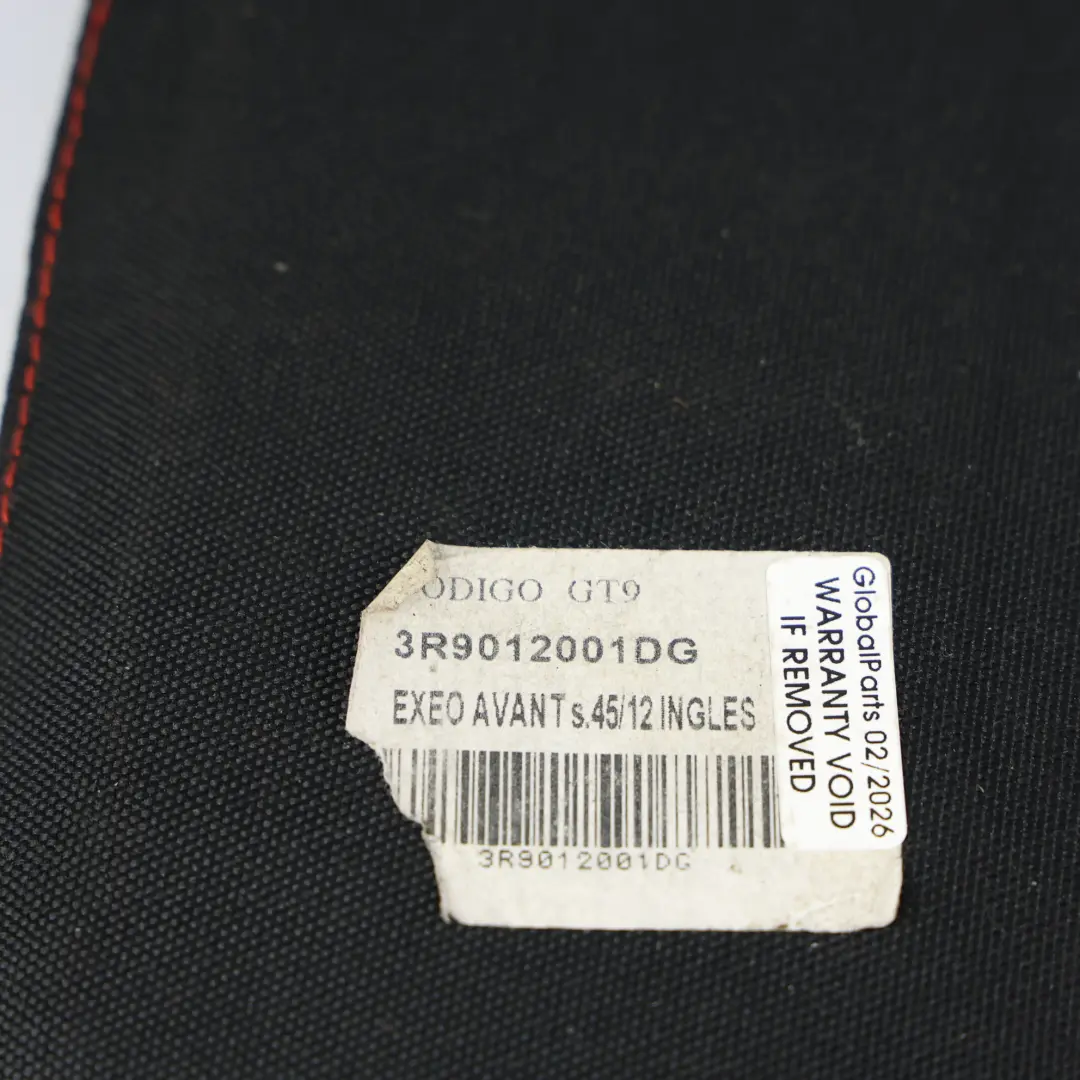 ODIGO GT9
3R9012001DG
EXEO AVANT s.45/12 INGLES
3R9012001DG
GlobalParts 02/2026
WARRANTY VOID
IF REMOVED